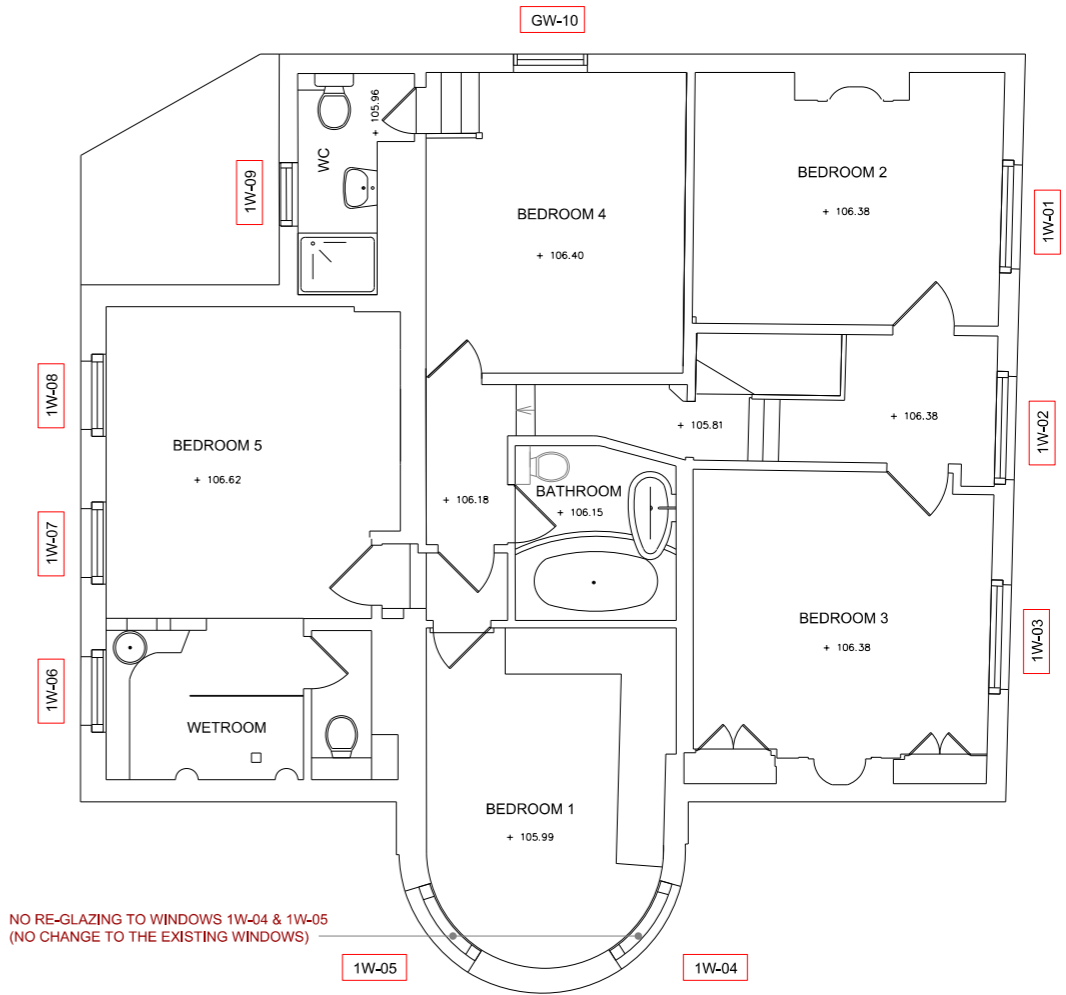 GW-10
+ 105.96
WC
1W-09
BEDROOM 2
+ 106.38
1W-01
BEDROOM 4
+ 106.40
1W-08
1W-02
+ 106.38
+ 105.81
BEDROOM 5
+ 106.62
+ 106.18
BATHROOM
+ 106.15
1W-07
BEDROOM 3
+ 106.38
1W-03
1W-06
WETROOM
BEDROOM 1
+ 105.99
NO RE-GLAZING TO WINDOWS 1W-04 & 1W-05
(NO CHANGE TO THE EXISTING WINDOWS)
1W-05
1W-04